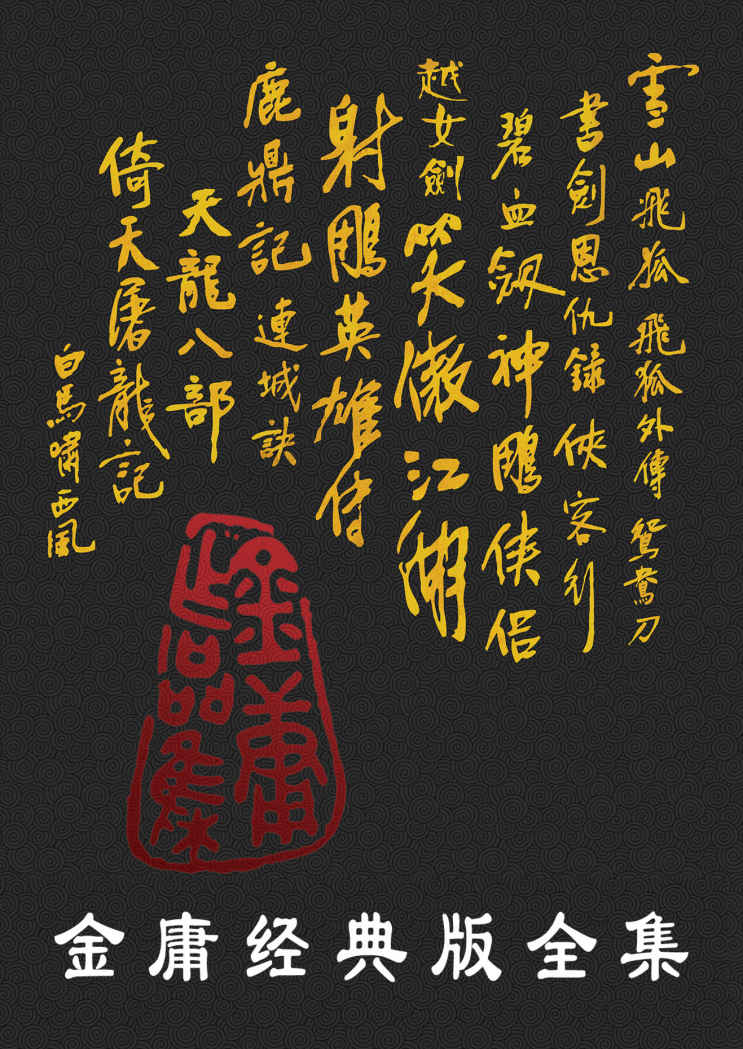 雪山飛狐 飛狐外傳 鴛鴦刀
書劍恩仇錄 俠客行
碧血劍 神鵰侠侣
越女劍 笑傲江湖
射鵰英雄传
鹿鼎記 連城訣
天龍八部
倚天屠龍記
白馬嘯西風
金庸
作品集
金庸经典版全集